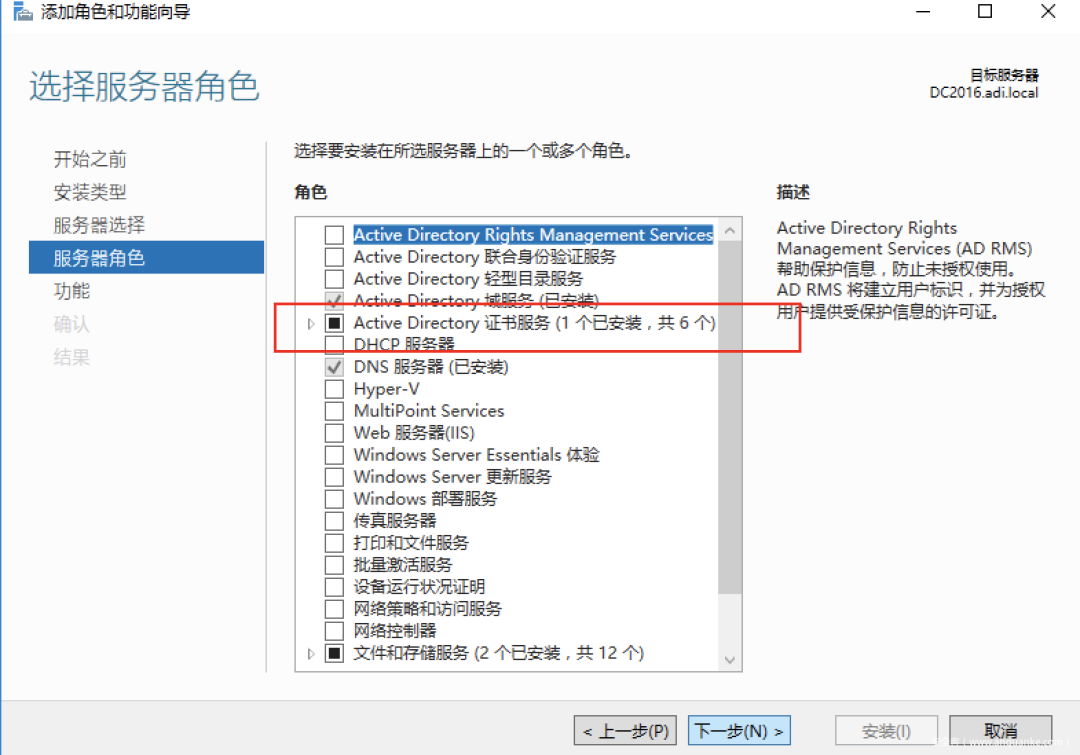 添加角色和功能向导
选择服务器角色
目标服务器
DC2016.adi.local
开始之前
安装类型
服务器选择
服务器角色
功能
确认
结果
选择要安装在所选服务器上的一个或多个角色。
角色
Active Directory Rights Management Services
Active Directory 联合身份验证服务
Active Directory 轻型目录服务
Active Directory 域服务 (已安装)
Active Directory 证书服务 (1 个已安装，共 6 个)
DHCP 服务器
DNS 服务器 (已安装)
Hyper-V
MultiPoint Services
Web 服务器(IIS)
Windows Server Essentials 体验
Windows Server 更新服务
Windows 部署服务
传真服务器
打印和文件服务
批量激活服务
设备运行状况证明
网络策略和访问服务
网络控制器
文件和存储服务 (2 个已安装，共 12 个)
描述
Active Directory Rights
Management Services (AD RMS)
帮助保护信息，防止未授权使用。
AD RMS 将建立用户标识，并为授权
用户提供受保护信息的许可证。
< 上一步(P)
下一步(N) >
安装(I)
取消